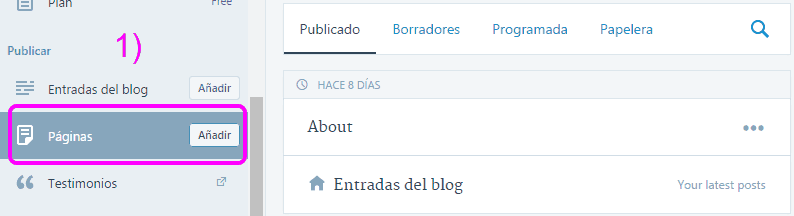 Plan Free
1)
Publicar
Entradas del blog Añadir
Páginas Añadir
Testimonios
Publicado Borradores Programada Papelera
HACE 8 DÍAS
About
Entradas del blog Your latest posts